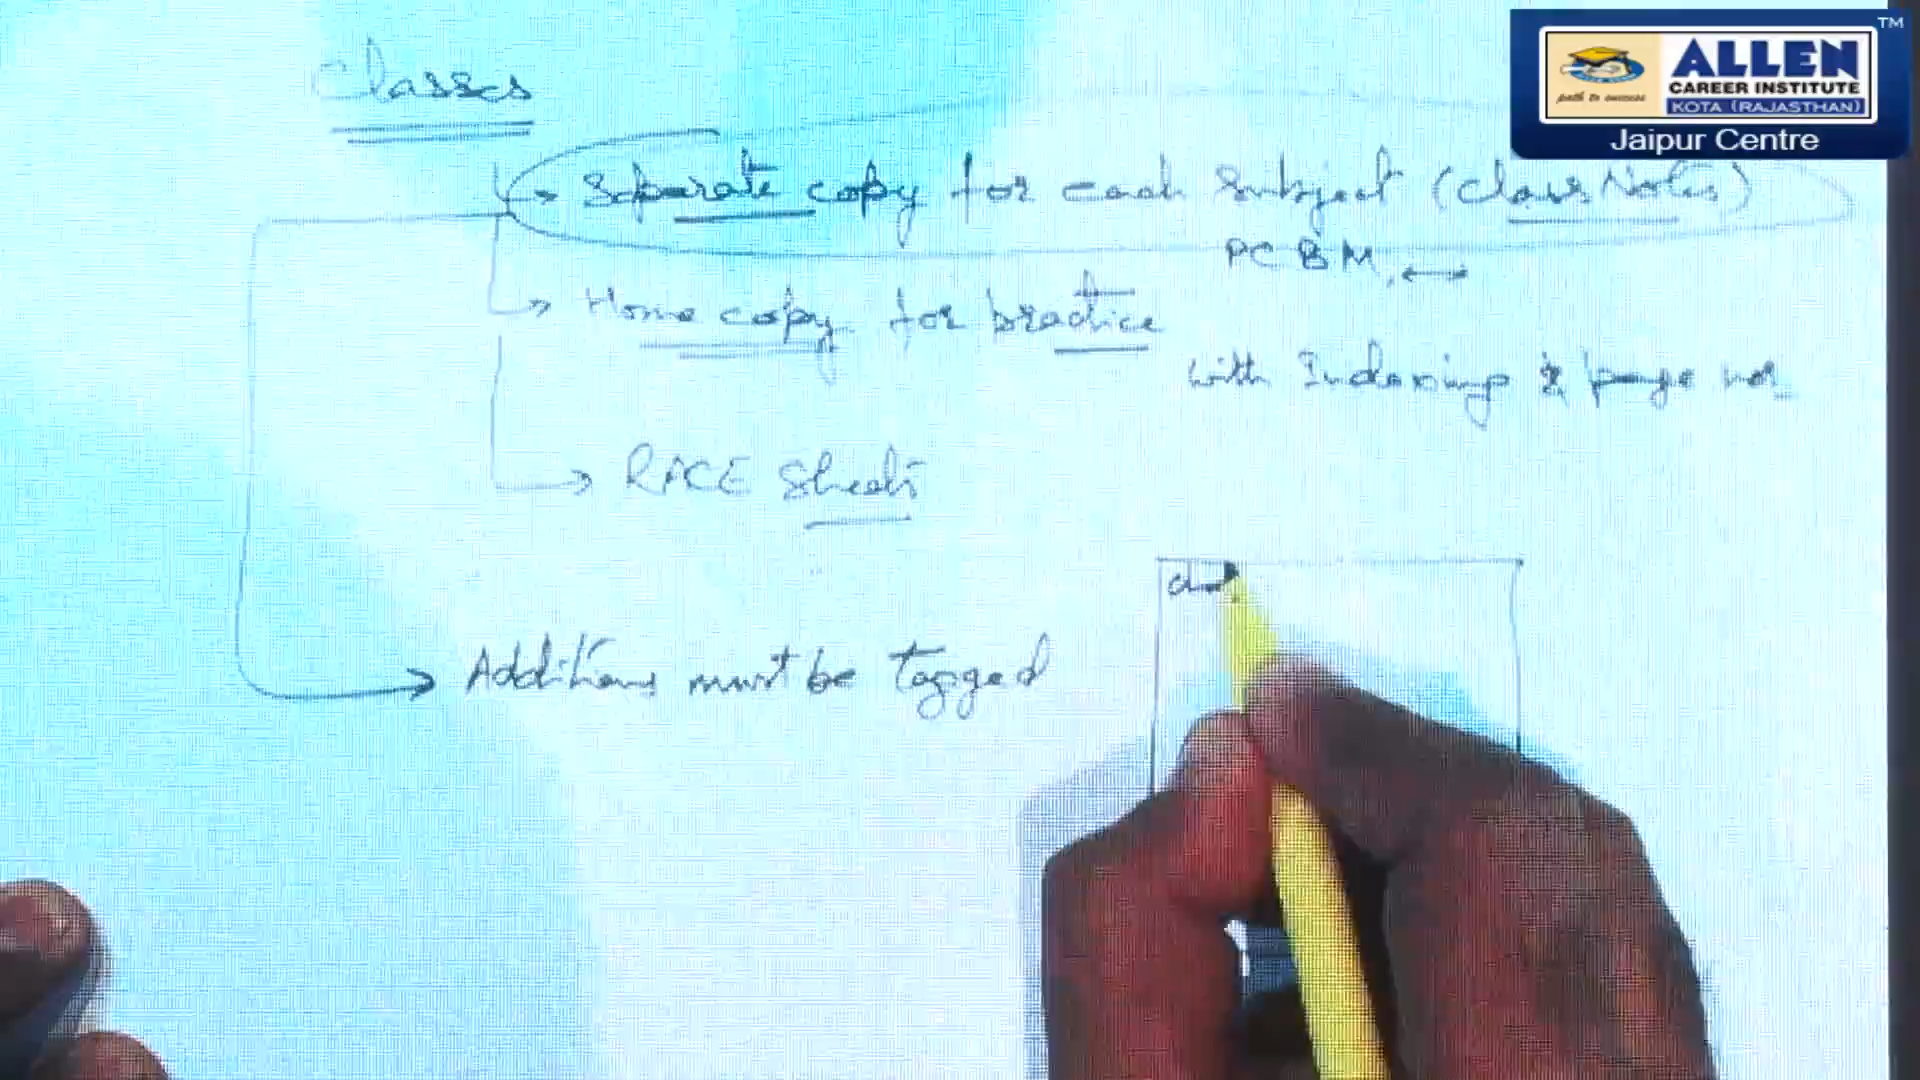 Classes
TM
ALLEN
CAREER INSTITUTE
KOTA (RAJASTHAN)
path to success
Jaipur Centre
Separate copy for each Subject (Class Notes)
PCBM,
Home copy for practice
with Indexing & page no.
RACE Sheets
Additions must be Tagged